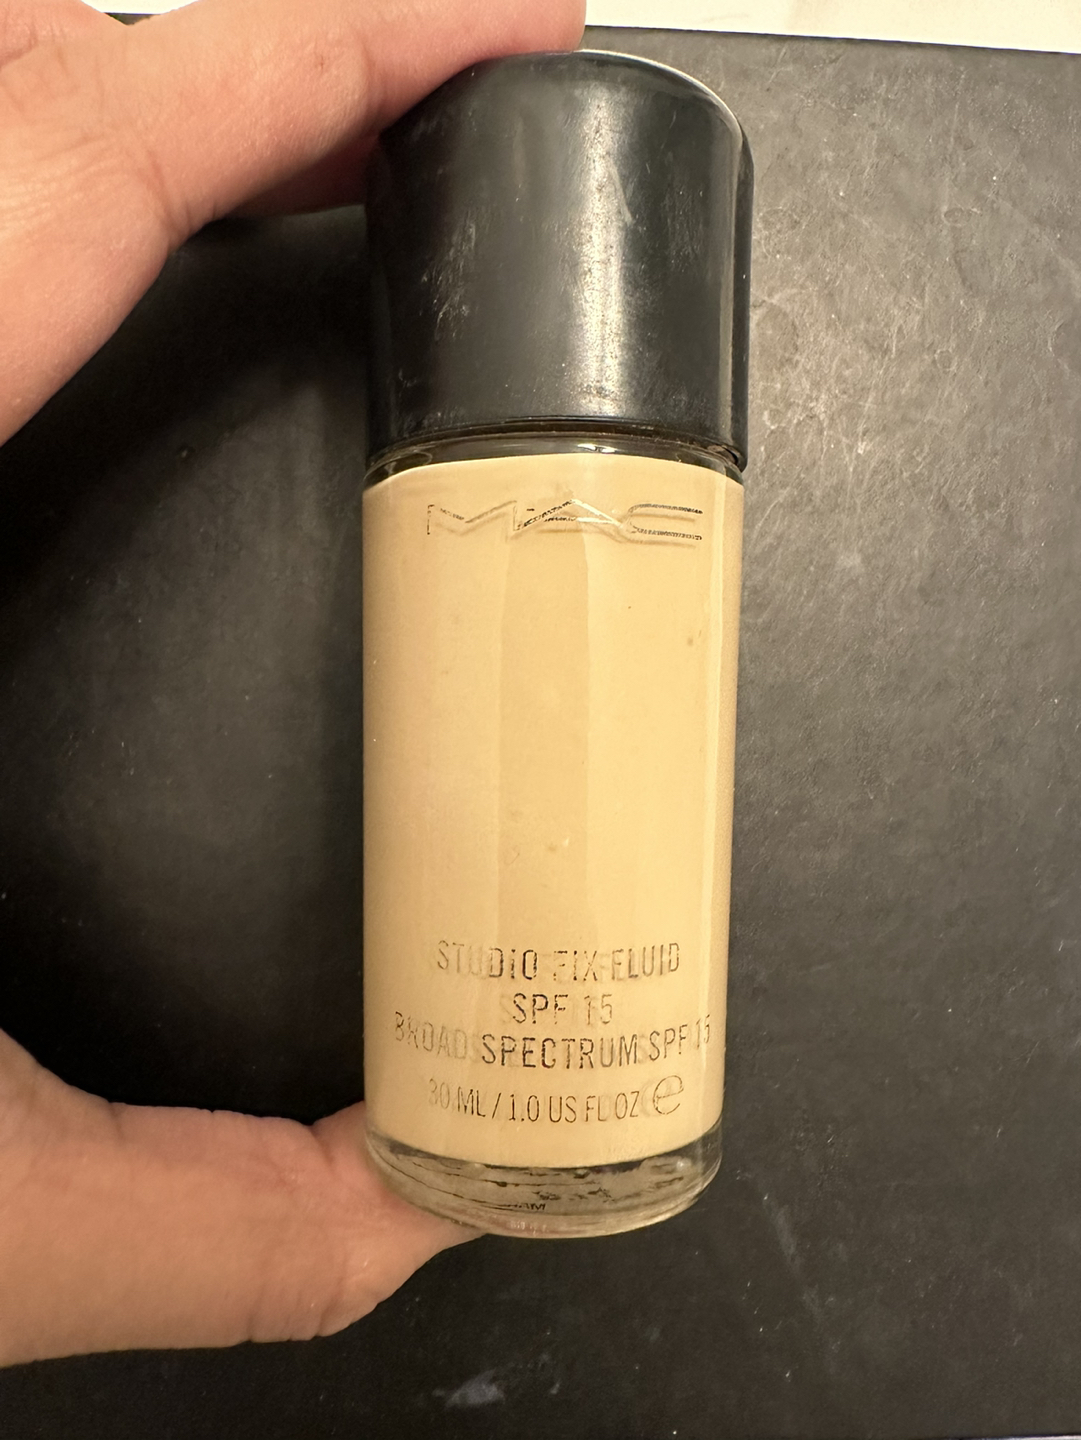 MAC
STUDIO FIX FLUID
SPF 15
BROAD SPECTRUM SPF 15
30 ML / 1.0 US FL OZ ℮